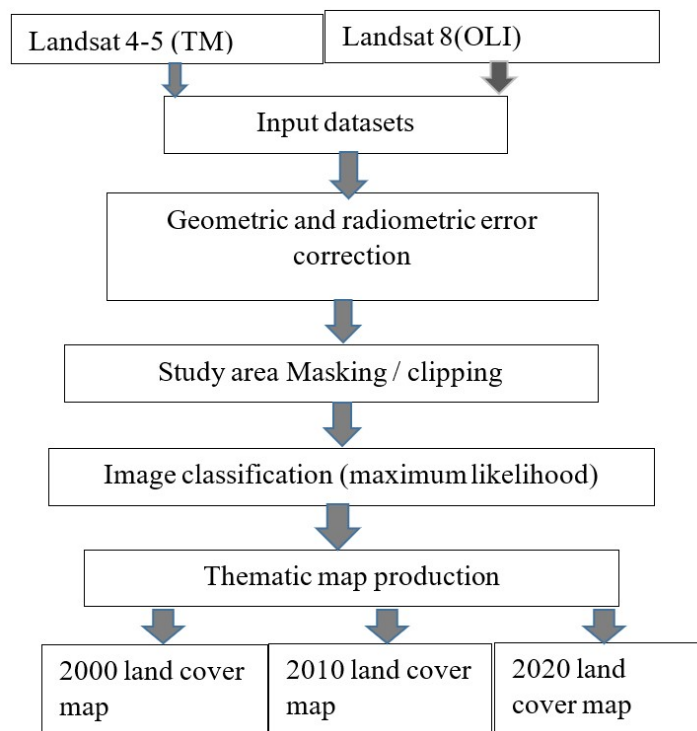 Landsat 4-5 (TM)
Landsat 8(OLI)
Input datasets
Geometric and radiometric error
correction
Study area Masking / clipping
Image classification (maximum likelihood)
Thematic map production
2000 land cover
map
2010 land cover
map
2020 land
cover map